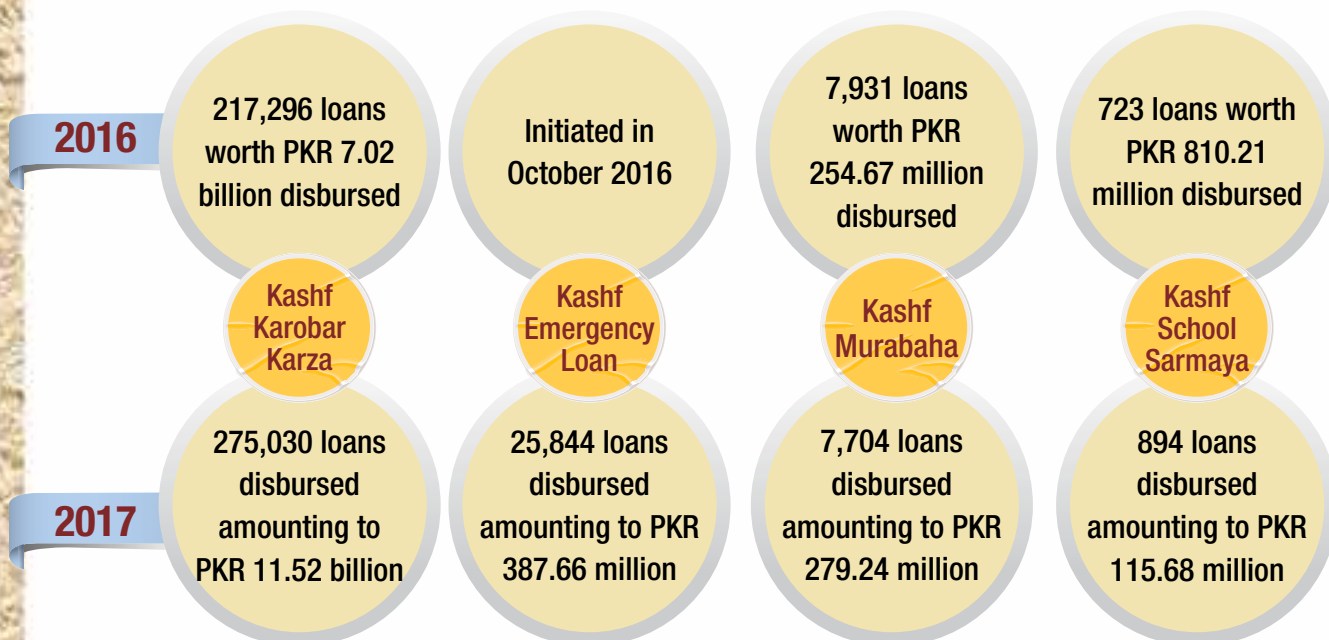 2016
217,296 loans
worth PKR 7.02
billion disbursed
Initiated in
October 2016
7,931 loans
worth PKR
254.67 million
disbursed
723 loans worth
PKR 810.21
million disbursed
Kashf
Karobar
Karza
Kashf
Emergency
Loan
Kashf
Murabaha
Kashf
School
Sarmaya
2017
275,030 loans
disbursed
amounting to
PKR 11.52 billion
25,844 loans
disbursed
amounting to PKR
387.66 million
7,704 loans
disbursed
amounting to PKR
279.24 million
894 loans
disbursed
amounting to PKR
115.68 million